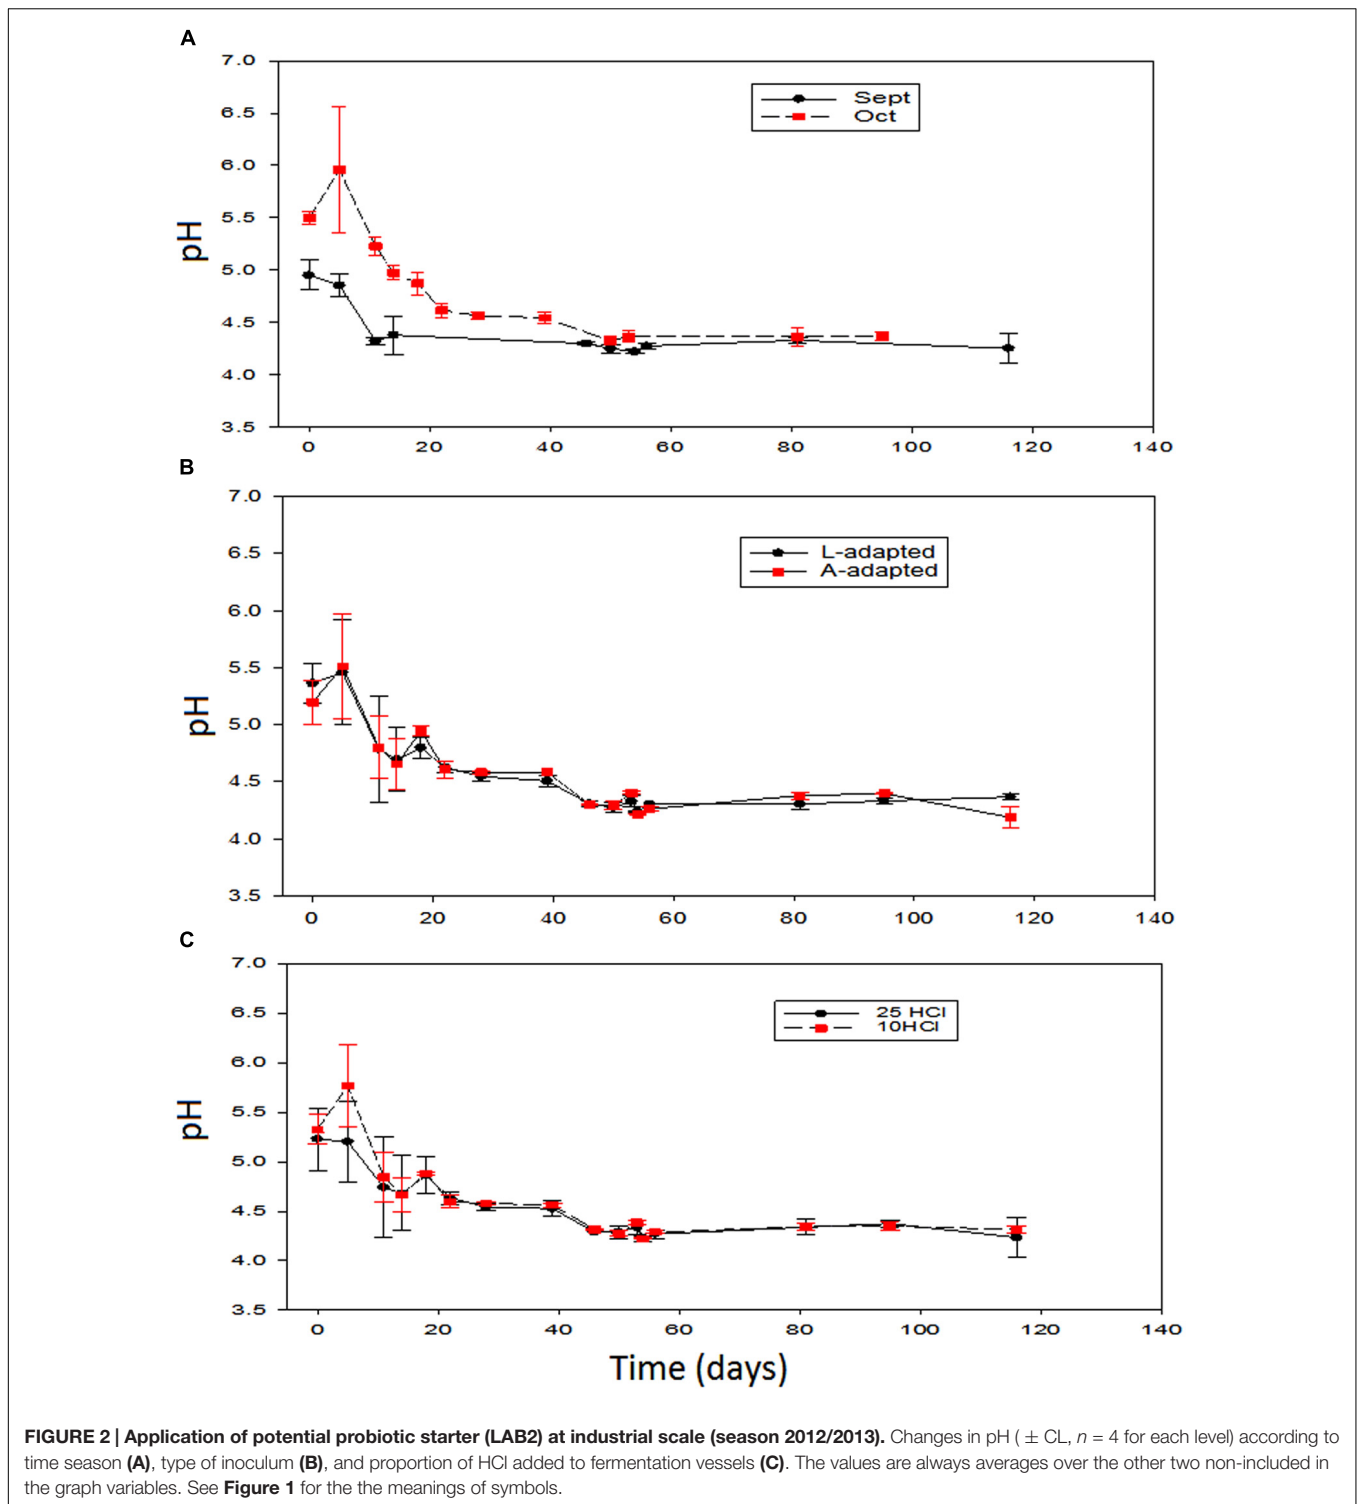 A
7.0
6.5
6.0
5.5
5.0
4.5
4.0
3.5
pH
Sept
Oct
0 20 40 60 80 100 120 140
B
7.0
6.5
6.0
5.5
5.0
4.5
4.0
3.5
pH
L-adapted
A-adapted
0 20 40 60 80 100 120 140
C
7.0
6.5
6.0
5.5
5.0
4.5
4.0
3.5
pH
25 HCl
10HCl
0 20 40 60 80 100 120 140
Time (days)
FIGURE 2 | Application of potential probiotic starter (LAB2) at industrial scale (season 2012/2013). Changes in pH ( ± CL, n = 4 for each level) according to
time season (A), type of inoculum (B), and proportion of HCl added to fermentation vessels (C). The values are always averages over the other two non-included in
the graph variables. See Figure 1 for the the meanings of symbols.